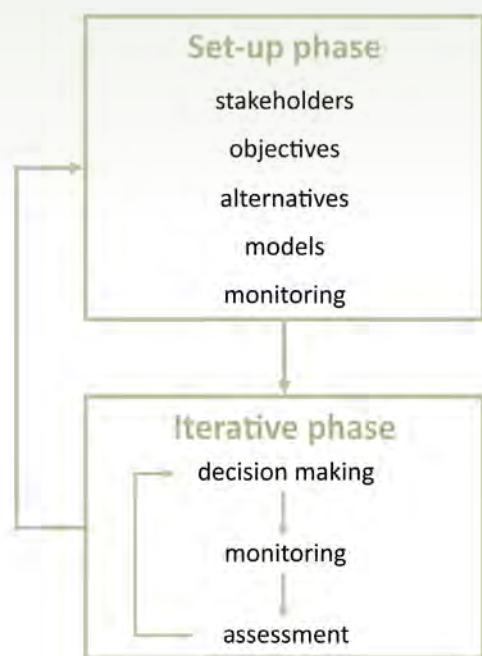 Set-up phase
stakeholders
objectives
alternatives
models
monitoring
Iterative phase
decision making
monitoring
assessment